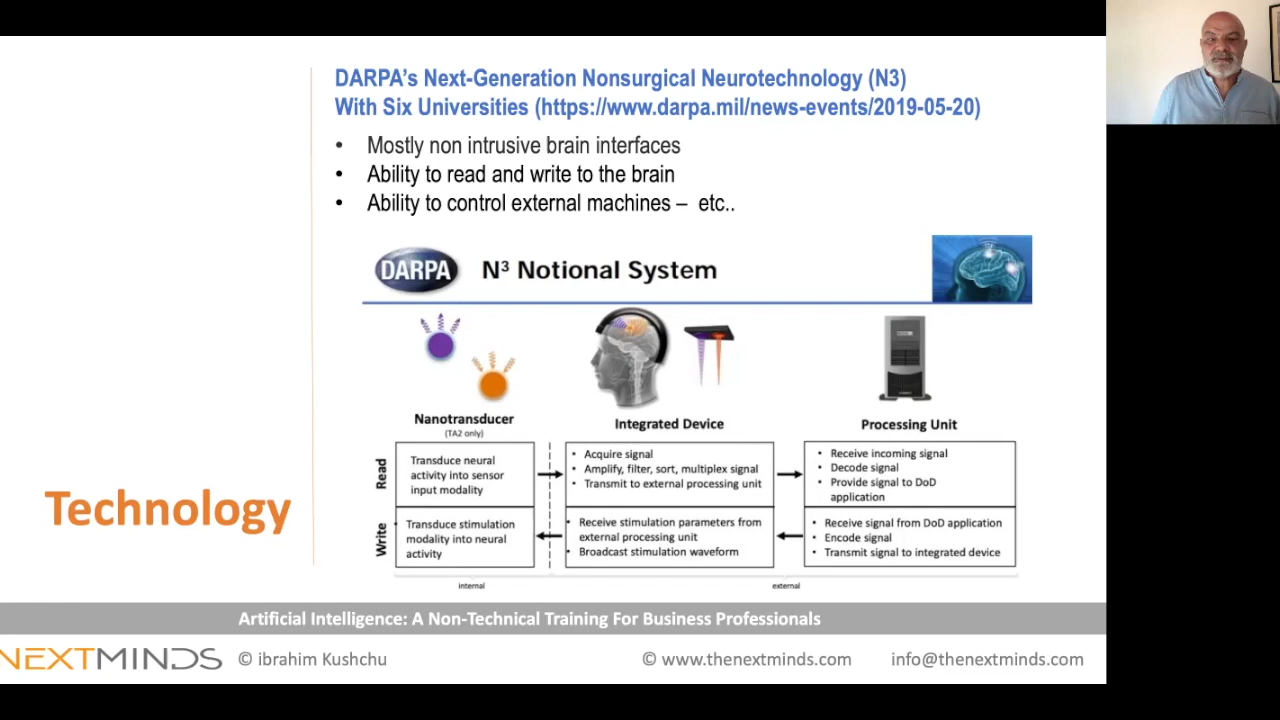 DARPA's Next-Generation Nonsurgical Neurotechnology (N3)
With Six Universities (https://www.darpa.mil/news-events/2019-05-20)
• Mostly non intrusive brain interfaces
• Ability to read and write to the brain
• Ability to control external machines – etc..
DARPA
N³ Notional System
Nanotransducer
(TA2 only)
Integrated Device
Processing Unit
Read
Transduce neural
activity into sensor
input modality
• Acquire signal
• Amplify, filter, sort, multiplex signal
• Transmit to external processing unit
• Receive incoming signal
• Decode signal
• Provide signal to DoD
application
Write
• Transduce stimulation
modality into neural
activity
• Receive stimulation parameters from
external processing unit
• Broadcast stimulation waveform
• Receive signal from DoD application
• Encode signal
• Transmit signal to integrated device
internal
external
Technology
Artificial Intelligence: A Non-Technical Training For Business Professionals
NEXTMINDS
© ibrahim Kushchu
© www.thenextminds.com
info@thenextminds.com